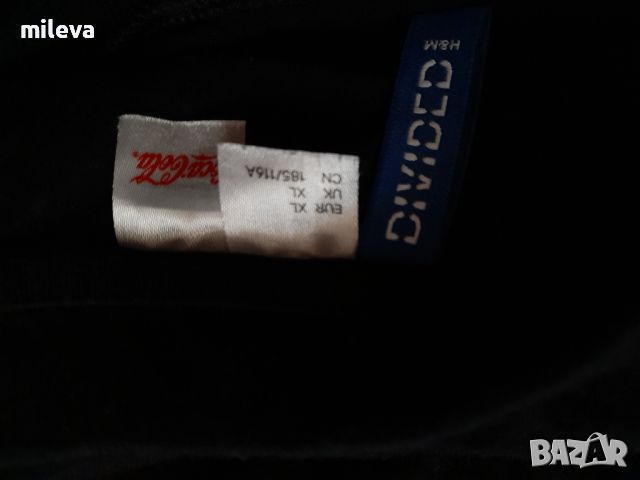 mileva
Coca-Cola
EUR XL
UK XL
CN 185/116A
DIVIDED
H&M
BAZAR